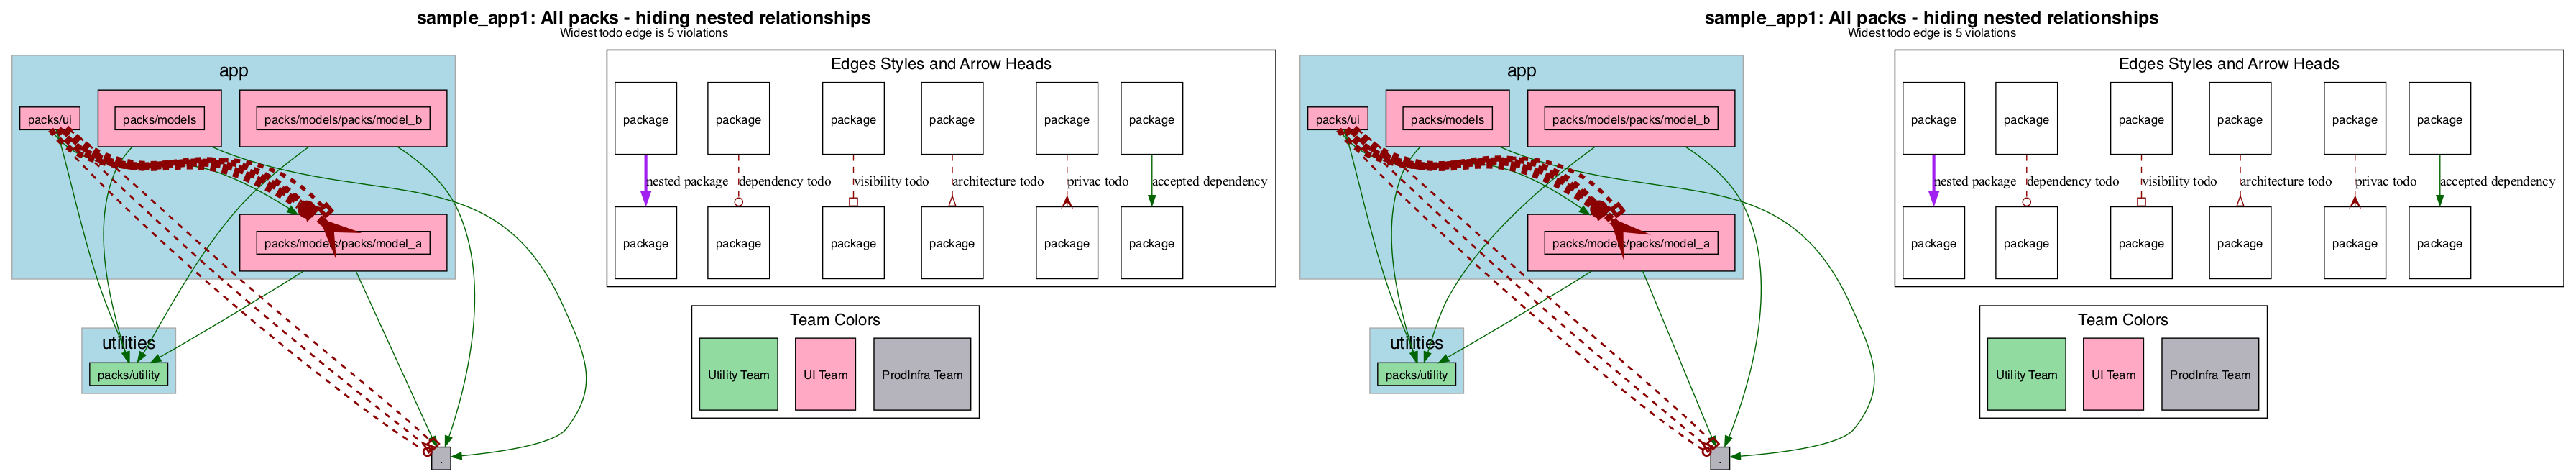 sample_app1: All packs - hiding nested relationships
Widest todo edge is 5 violations
app
packs/ui
packs/models
packs/models/packs/model_b
packs/models/packs/model_a
utilities
packs/utility
.
Edges Styles and Arrow Heads
package package package package package package
nested package dependency todo visibility todo architecture todo privac todo accepted dependency
package package package package package package
Team Colors
Utility Team UI Team ProdInfra Team
sample_app1: All packs - hiding nested relationships
Widest todo edge is 5 violations
app
packs/ui
packs/models
packs/models/packs/model_b
packs/models/packs/model_a
utilities
packs/utility
.
Edges Styles and Arrow Heads
package package package package package package
nested package dependency todo visibility todo architecture todo privac todo accepted dependency
package package package package package package
Team Colors
Utility Team UI Team ProdInfra Team